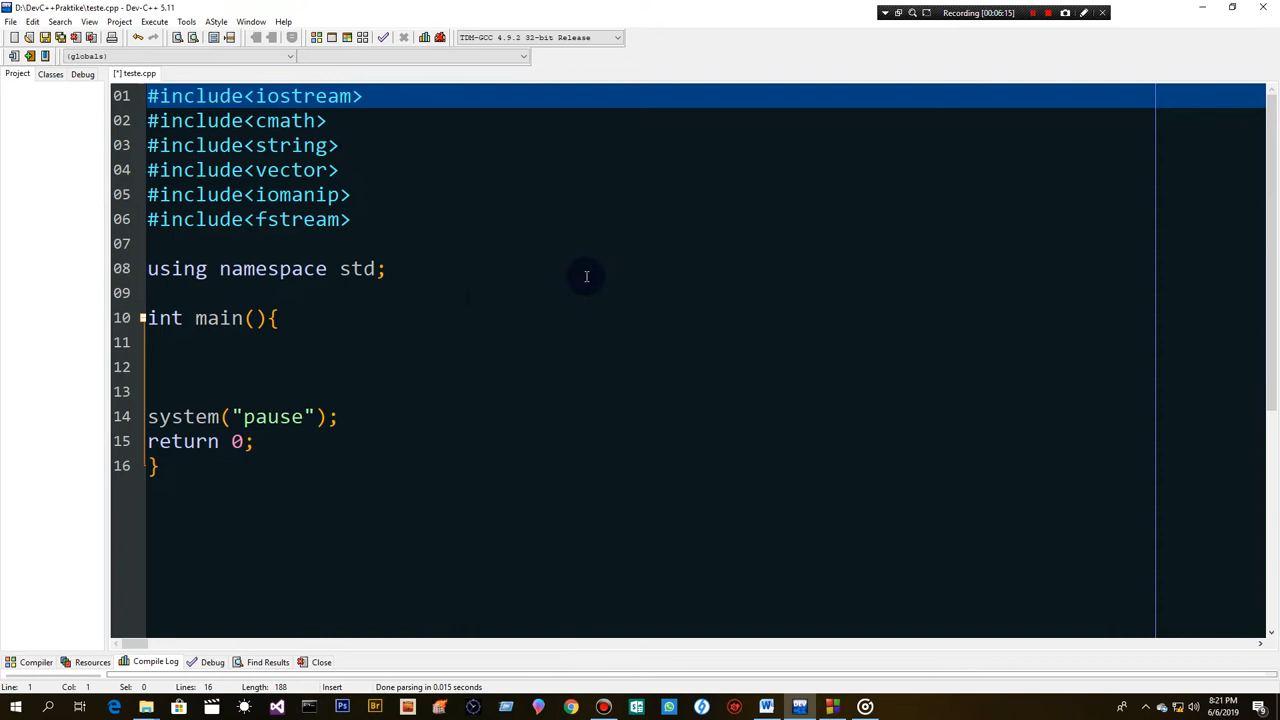 D:\DevC++Praktike\teste.cpp - Dev-C++ 5.11
Recording [00:06:15]
File Edit Search View Project Execute Tools AStyle Window Help
TDM-GCC 4.9.2 32-bit Release
(globals)
Project Classes Debug
[*] teste.cpp
01 #include<iostream>
02 #include<cmath>
03 #include<string>
04 #include<vector>
05 #include<iomanip>
06 #include<fstream>
07
08 using namespace std;
09
10 int main(){
11
12
13
14 system("pause");
15 return 0;
16 }
Compiler Resources Compile Log Debug Find Results Close
Line: 1 Col: 1 Sel: 0 Lines: 16 Length: 188 Insert Done parsing in 0.015 seconds
8:21 PM
6/6/2019